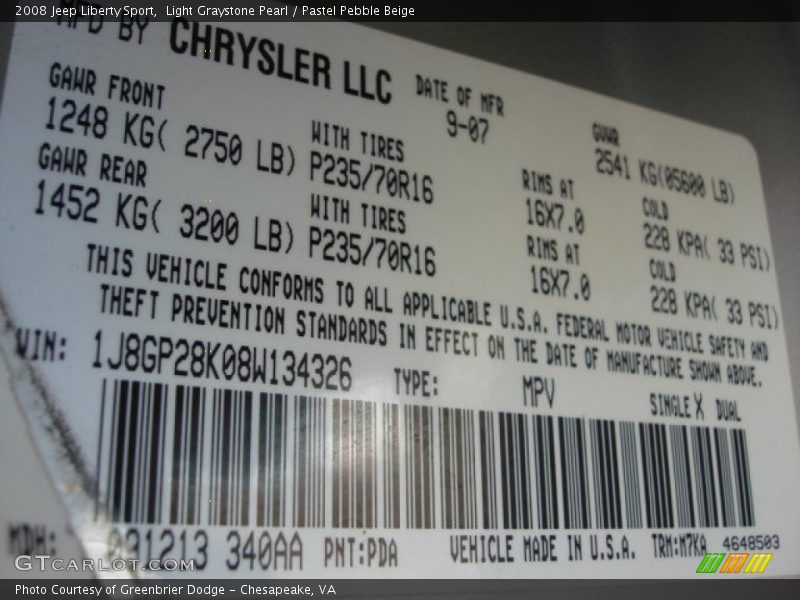 2008 Jeep Liberty Sport,  Light Graystone Pearl / Pastel Pebble Beige
MFD BY CHRYSLER LLC
DATE OF MFR
9-07
GVWR
2541 KG(05600 LB)
GAWR FRONT
1248 KG( 2750 LB)
WITH TIRES
P235/70R16
RIMS AT
16X7.0
COLD
228 KPA( 33 PSI)
GAWR REAR
1452 KG( 3200 LB)
WITH TIRES
P235/70R16
RIMS AT
16X7.0
COLD
228 KPA( 33 PSI)
THIS VEHICLE CONFORMS TO ALL APPLICABLE U.S.A. FEDERAL MOTOR VEHICLE SAFETY AND
THEFT PREVENTION STANDARDS IN EFFECT ON THE DATE OF MANUFACTURE SHOWN ABOVE.
VIN: 1J8GP28K08W134326 TYPE: MPV SINGLE X DUAL
MDH: 091213 340AA PNT:PDA VEHICLE MADE IN U.S.A. TRM:M7KA 4648503
GTcarlot.com
Photo Courtesy of Greenbrier Dodge - Chesapeake, VA